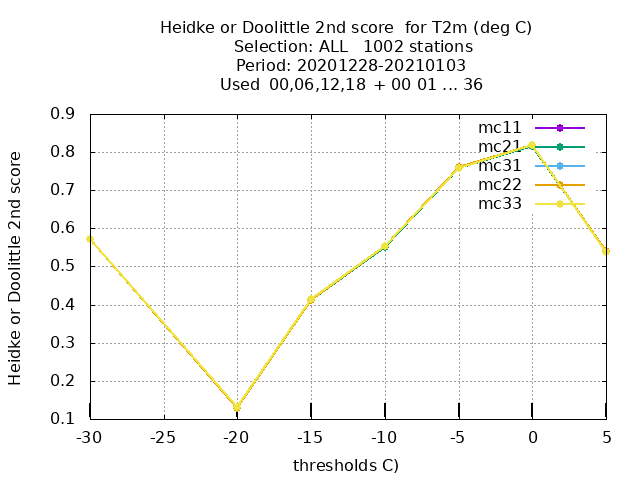 Heidke or Doolittle 2nd score  for T2m (deg C)
Selection: ALL   1002 stations
Period: 20201228-20210103
Used  00,06,12,18  + 00 01 ... 36
Heidke or Doolittle 2nd score
0.9
0.8
0.7
0.6
0.5
0.4
0.3
0.2
0.1
mc11
mc21
mc31
mc22
mc33
-30 -25 -20 -15 -10 -5 0 5
thresholds C)